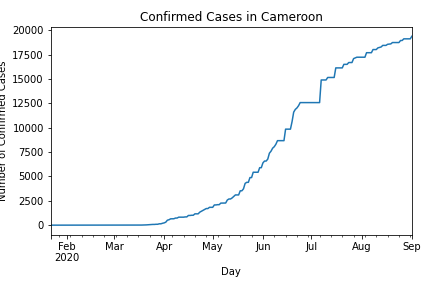 Confirmed Cases in Cameroon
20000
17500
15000
12500
10000
7500
5000
2500
0
Number of Confirmed Cases
Feb
2020
Mar
Apr
May
Jun
Jul
Aug
Sep
Day